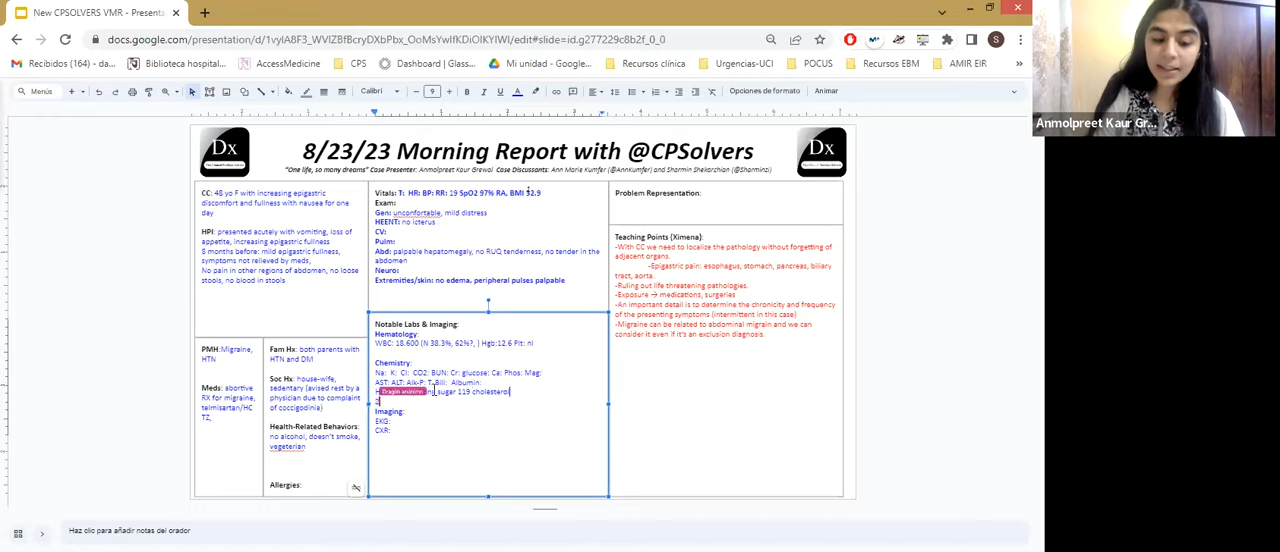 New CPSOLVERS VMR - Presenta
docs.google.com/presentation/d/1vylA8F3_WVIZBfBcryDXbPbx_OoMsYwIfKDiOIKYIWI/edit#slide=id.g277229c8b2f_0_0
Recibidos (164) - da...
Biblioteca hospital...
AccessMedicine
CPS
Dashboard | Glass...
Mi unidad - Google...
Recursos clínica
Urgencias-UCI
POCUS
Recursos EBM
AMIR EIR
Menús
Calibri
9
Opciones de formato
Animar
Anmolpreet Kaur Gr...
Dx
8/23/23 Morning Report with @CPSolvers
"One life, so many dreams" Case Presenter: Anmolpreet Kaur Grewal Case Discussants: Ann Marie Kumfer (@AnnKumfer) and Sharmin Shekarchian (@Sharminzi)
Dx
CC: 48 yo F with increasing epigastric
discomfort and fullness with nausea for one
day
HPI: presented acutely with vomiting, loss of
appetite, increasing epigastric fullness
8 months before: mild epigastric fullness,
symptoms not relieved by meds,
No pain in other regions of abdomen, no loose
stools, no blood in stools
PMH:Migraine,
HTN
Meds: abortive
RX for migraine,
telmisartan/HC
TZ,
Fam Hx: both parents with
HTN and DM
Soc Hx: house-wife,
sedentary (avised rest by a
physician due to complaint
of coccigodinia)
Health-Related Behaviors:
no alcohol, doesn't smoke,
vegeterian
Allergies:
Vitals: T: HR: BP: RR: 19 SpO2 97% RA, BMI 32.9
Exam:
Gen: unconfortable, mild distress
HEENT: no icterus
CV:
Pulm:
Abd: palpable hepatomegaly, no RUQ tenderness, no tender in the
abdomen
Neuro:
Extremities/skin: no edema, peripheral pulses palpable
Notable Labs & Imaging:
Hematology:
WBC: 18.600 (N 38.3%, 62%?, ) Hgb:12.6 Plt: nl
Chemistry:
Na: K: Cl: CO2: BUN: Cr: glucose: Ca: Phos: Mag:
AST: ALT: Alk-P: T. Bili: Albumin:
sugar 119 cholesterol
2
Imaging:
EKG:
CXR:
Problem Representation:
Teaching Points (Ximena):
-With CC we need to localize the pathology without forgetting of
adjacent organs.
-Epigastric pain: esophagus, stomach, pancreas, biliary
tract, aorta.
-Ruling out life threatening pathologies.
-Exposure → medications, surgeries
-An important detail is to determine the chronicity and frequency
of the presenting symptoms (intermittent in this case)
-Migraine can be related to abdominal migrain and we can
consider it even if it's an exclusion diagnosis.
Haz clic para añadir notas del orador